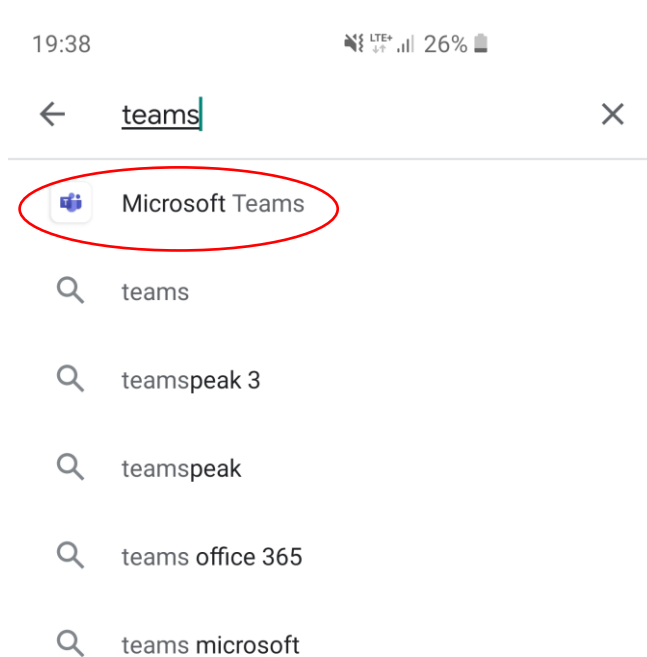 19:38 LTE+ 26%
teams
Microsoft Teams
teams
teamspeak 3
teamspeak
teams office 365
teams microsoft